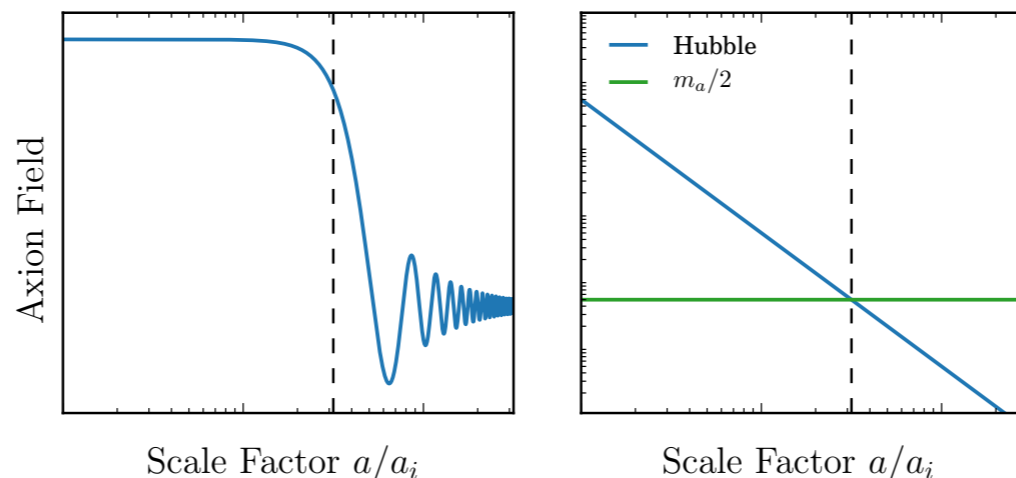 Axion Field
Scale Factor $a/a_i$
Hubble
$m_a/2$
Scale Factor $a/a_i$